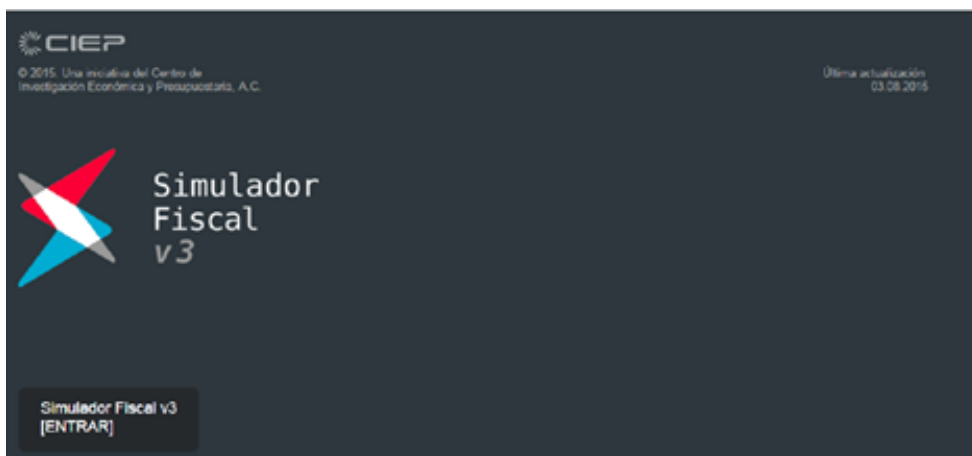 CIEP
© 2015. Una iniciativa del Centro de
Investigación Económica y Presupuestaria, A.C.
Última actualización
03.08.2015
Simulador
Fiscal
v3
Simulador Fiscal v3
[ENTRAR]